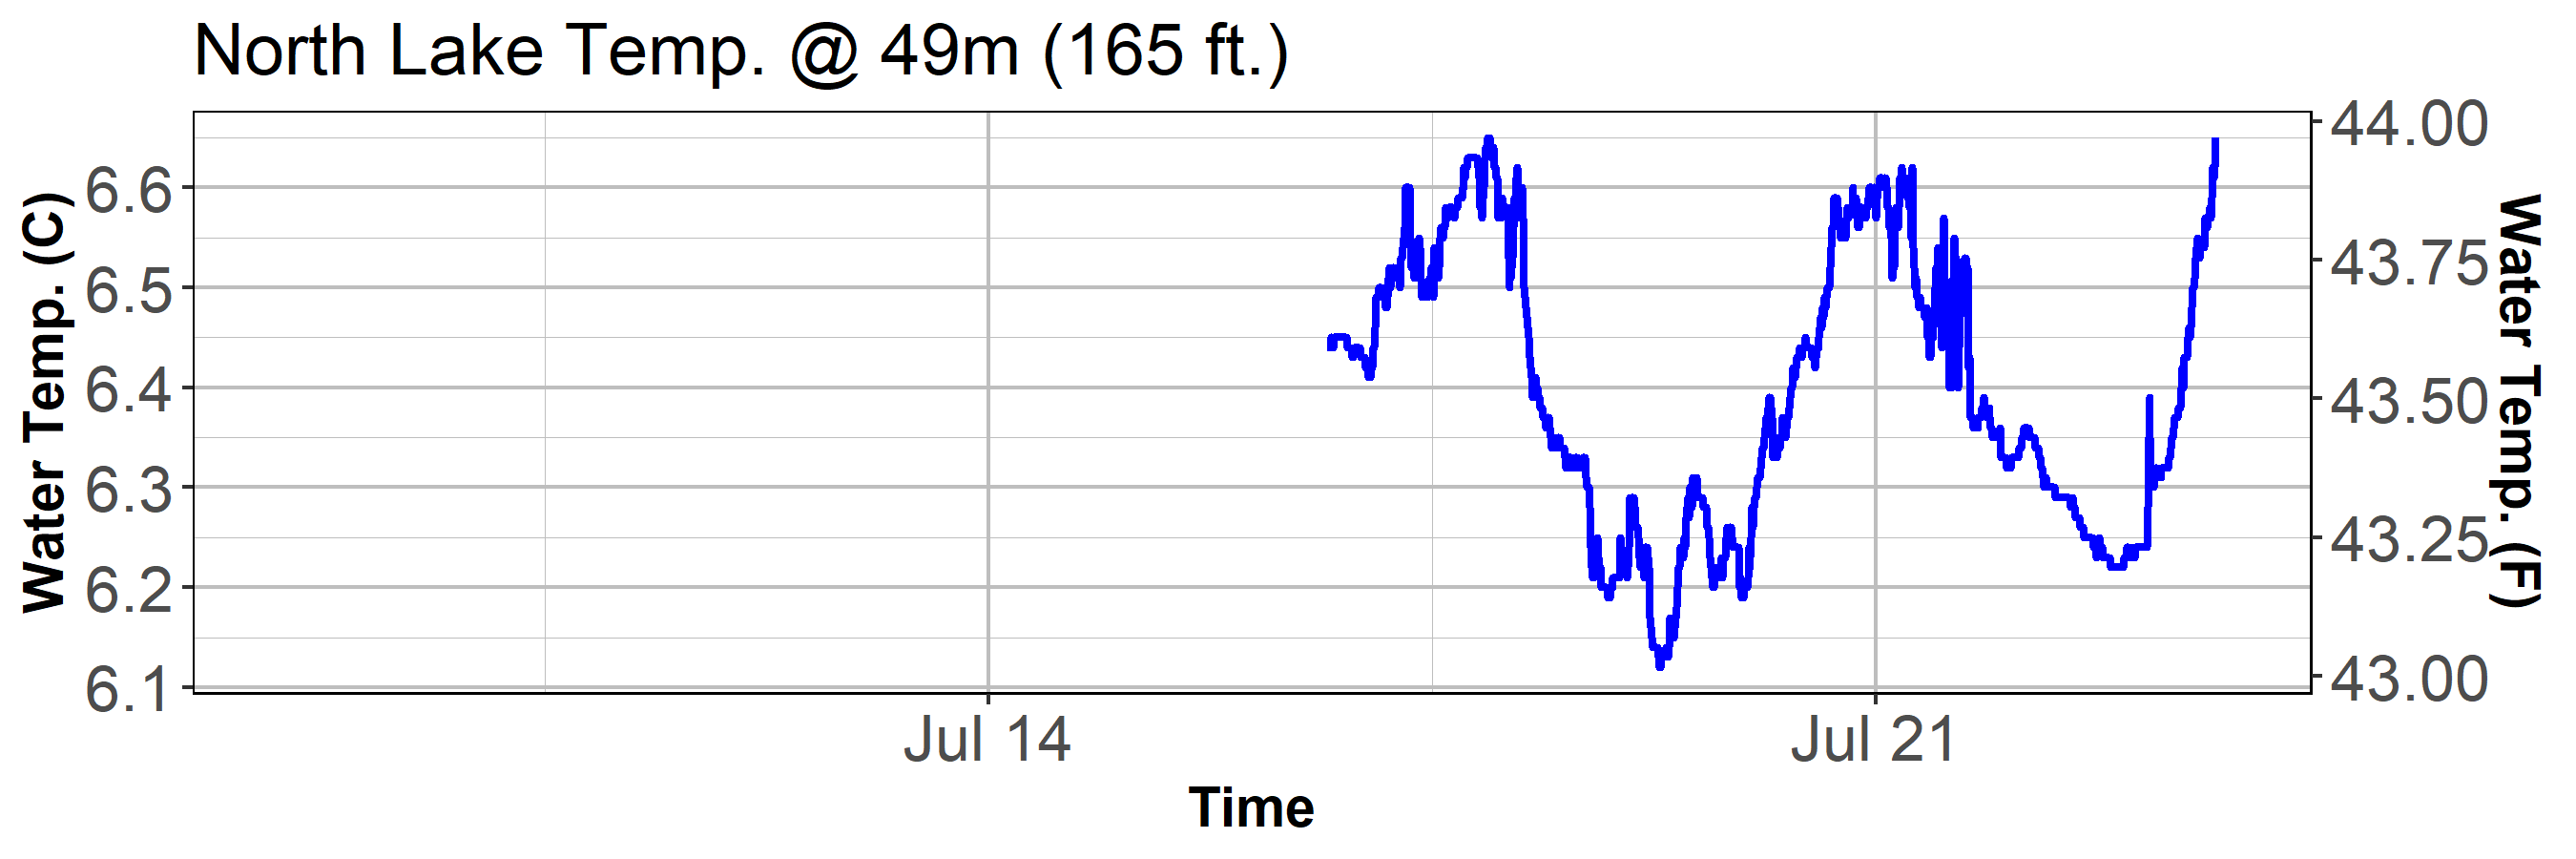 North Lake Temp. @ 49m (165 ft.)
Water Temp. (C)
6.6
6.5
6.4
6.3
6.2
6.1
44.00
43.75
43.50
43.25
43.00
Water Temp. (F)
Jul 14
Jul 21
Time